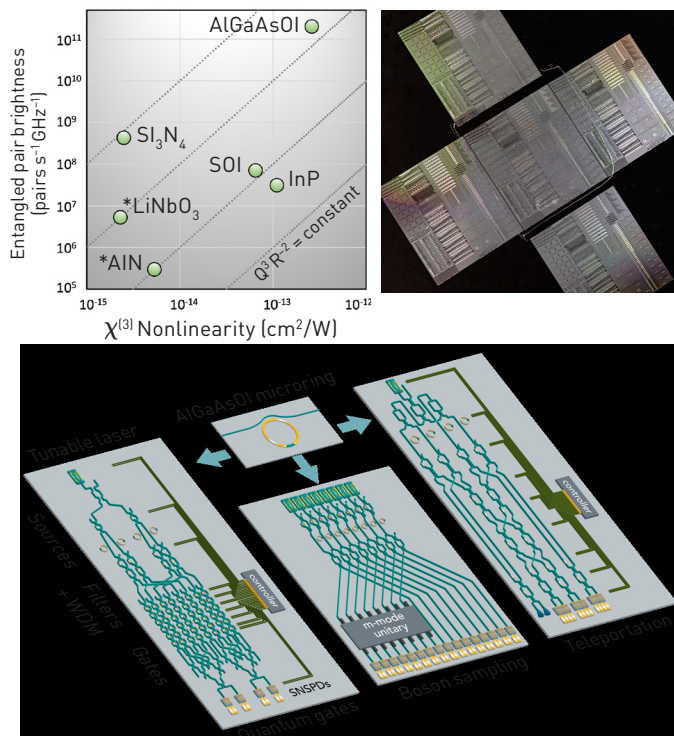 Entangled pair brightness
(pairs s⁻¹ GHz⁻¹)
10¹¹
10¹⁰
10⁹
10⁸
10⁷
10⁶
10⁵
AlGaAsOI
SI₃N₄
SOI
InP
*LiNbO₃
*AlN
Q³ R⁻² = constant
10⁻¹⁵
10⁻¹⁴
10⁻¹³
10⁻¹²
χ⁽³⁾ Nonlinearity (cm²/W)
AlGaAsOI microring
Tunable laser
Sources
Filters
+ WDM
Gates
controller
SNSPDs
Quantum gates
m-mode
unitary
Boson sampling
controller
Teleportation